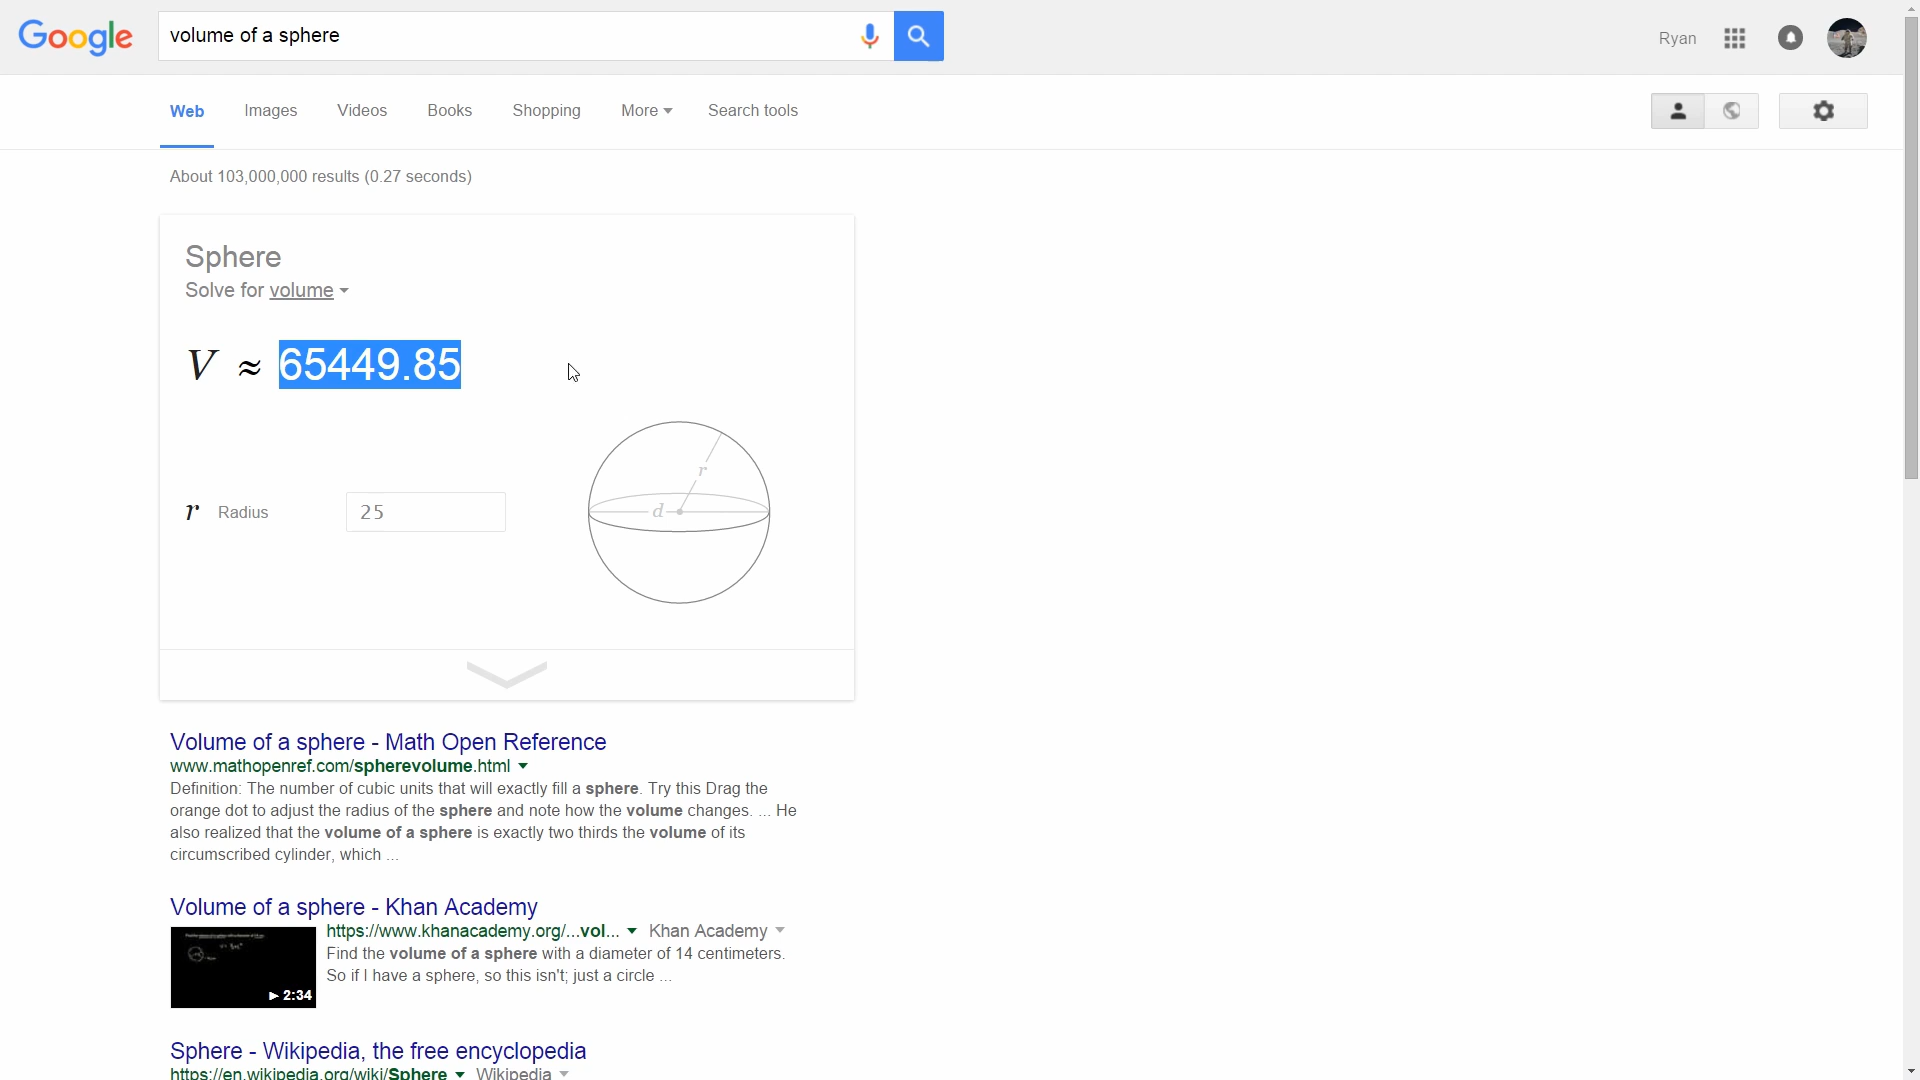 Google
volume of a sphere
Ryan
Web Images Videos Books Shopping More Search tools
About 103,000,000 results (0.27 seconds)
Sphere
Solve for volume
V ≈ 65449.85
r
d
r Radius 25
Volume of a sphere - Math Open Reference
www.mathopenref.com/spherevolume.html
Definition: The number of cubic units that will exactly fill a sphere. Try this Drag the
orange dot to adjust the radius of the sphere and note how the volume changes. ... He
also realized that the volume of a sphere is exactly two thirds the volume of its
circumscribed cylinder, which ...
Volume of a sphere - Khan Academy
https://www.khanacademy.org/...vol... Khan Academy
Find the volume of a sphere with a diameter of 14 centimeters.
So if I have a sphere, so this isn't; just a circle ...
2:34
Sphere - Wikipedia, the free encyclopedia
https://en.wikipedia.org/wiki/Sphere Wikipedia